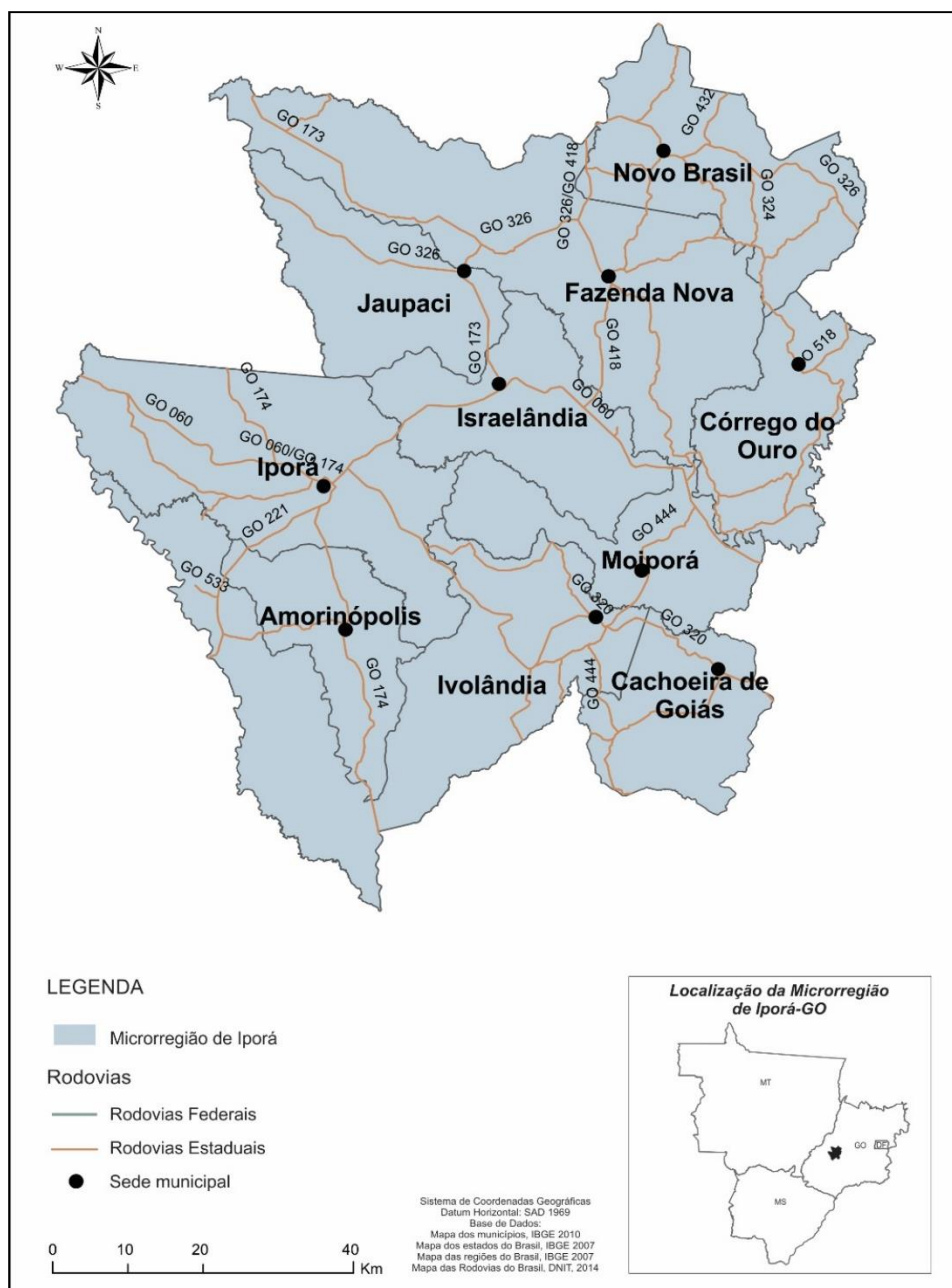 N
W
E
S
GO 173
GO 432
Novo Brasil
GO 326/GO 418
GO 324
GO 326
GO 326
GO 326
Jaupaci
Fazenda Nova
GO 173
GO 418
O 518
GO 174
Israelândia
GO 060
Córrego do
Ouro
GO 060
GO 060/GO 174
Iporá
GO 221
GO 444
Moiporá
GO 533
Amorinópolis
GO 320
GO 320
GO 174
Ivolândia
GO 444
Cachoeira de
Goiás
LEGENDA
Microrregião de Iporá
Rodovias
Rodovias Federais
Rodovias Estaduais
Sede municipal
0 10 20 40
Km
Sistema de Coordenadas Geográficas
Datum Horizontal: SAD 1969
Base de Dados:
Mapa dos municípios, IBGE 2010
Mapa dos estados do Brasil, IBGE 2007
Mapa das regiões do Brasil, IBGE 2007
Mapa das Rodovias do Brasil, DNIT, 2014
Localização da Microrregião
de Iporá-GO
MT
GO
DF
MS